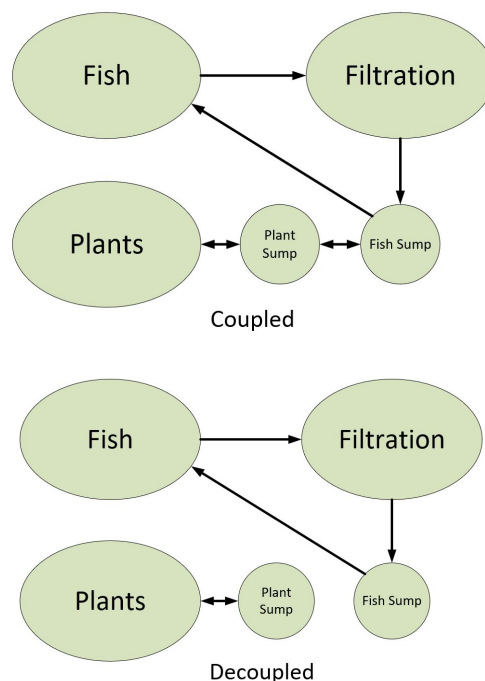 Fish
Filtration
Plants
Plant
Sump
Fish Sump
Coupled
Fish
Filtration
Plants
Plant
Sump
Fish Sump
Decoupled